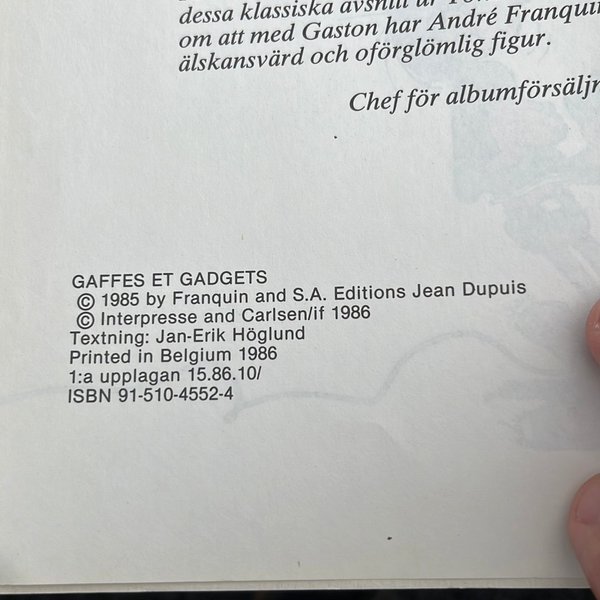 dessa klassiska avsnitt är
om att med Gaston har André Franquin
älskansvärd och oförglömlig figur.
Chef för albumförsäljn
GAFFES ET GADGETS
© 1985 by Franquin and S.A. Editions Jean Dupuis
© Interpresse and Carlsen/if 1986
Textning: Jan-Erik Höglund
Printed in Belgium 1986
1:a upplagan 15.86.10/
ISBN 91-510-4552-4